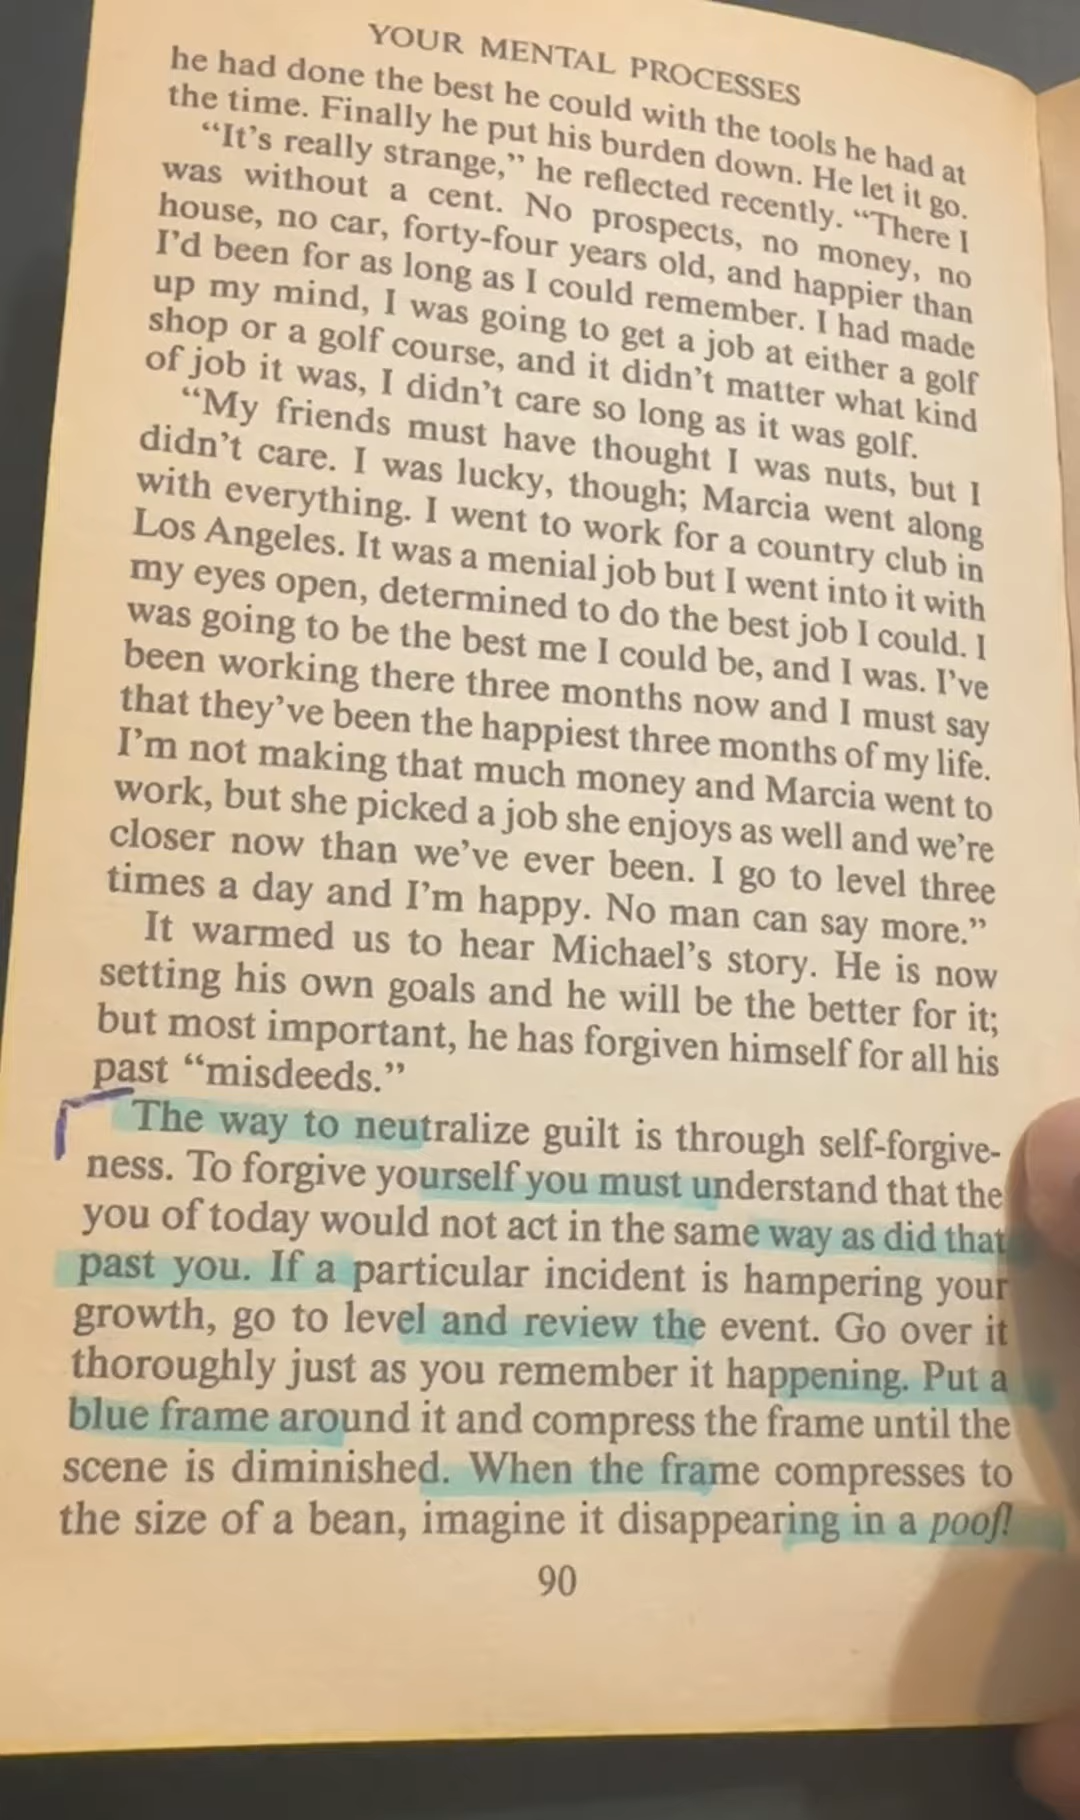 YOUR MENTAL PROCESSES
he had done the best he could with the tools he had at
the time. Finally he put his burden down. He let it go.
“It’s really strange,” he reflected recently. “There I
was without a cent. No prospects, no money, no
house, no car, forty-four years old, and happier than
I’d been for as long as I could remember. I had made
up my mind, I was going to get a job at either a golf
shop or a golf course, and it didn’t matter what kind
of job it was, I didn’t care so long as it was golf.
“My friends must have thought I was nuts, but I
didn’t care. I was lucky, though; Marcia went along
with everything. I went to work for a country club in
Los Angeles. It was a menial job but I went into it with
my eyes open, determined to do the best job I could. I
was going to be the best me I could be, and I was. I’ve
been working there three months now and I must say
that they’ve been the happiest three months of my life.
I’m not making that much money and Marcia went to
work, but she picked a job she enjoys as well and we’re
closer now than we’ve ever been. I go to level three
times a day and I’m happy. No man can say more.”
It warmed us to hear Michael’s story. He is now
setting his own goals and he will be the better for it;
but most important, he has forgiven himself for all his
past “misdeeds.”
The way to neutralize guilt is through self-forgive-
ness. To forgive yourself you must understand that the
you of today would not act in the same way as did that
past you. If a particular incident is hampering your
growth, go to level and review the event. Go over it
thoroughly just as you remember it happening. Put a
blue frame around it and compress the frame until the
scene is diminished. When the frame compresses to
the size of a bean, imagine it disappearing in a poof!
90